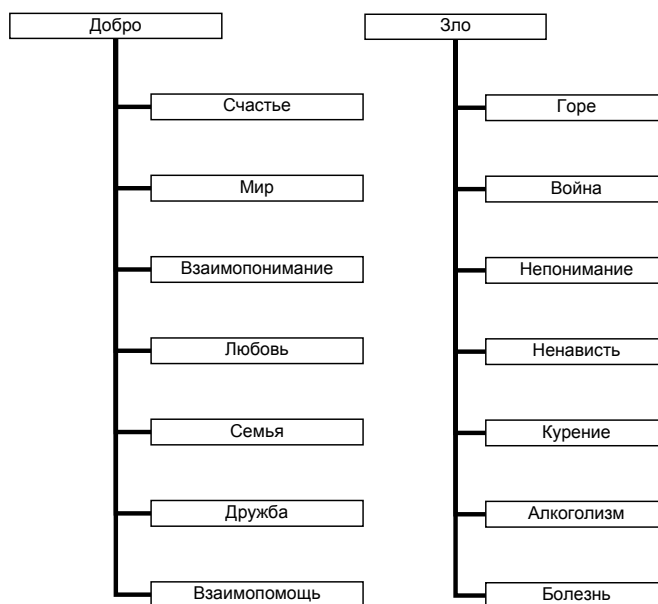 Добро
Счастье
Мир
Взаимопонимание
Любовь
Семья
Дружба
Взаимопомощь
Зло
Горе
Война
Непонимание
Ненависть
Курение
Алкоголизм
Болезнь